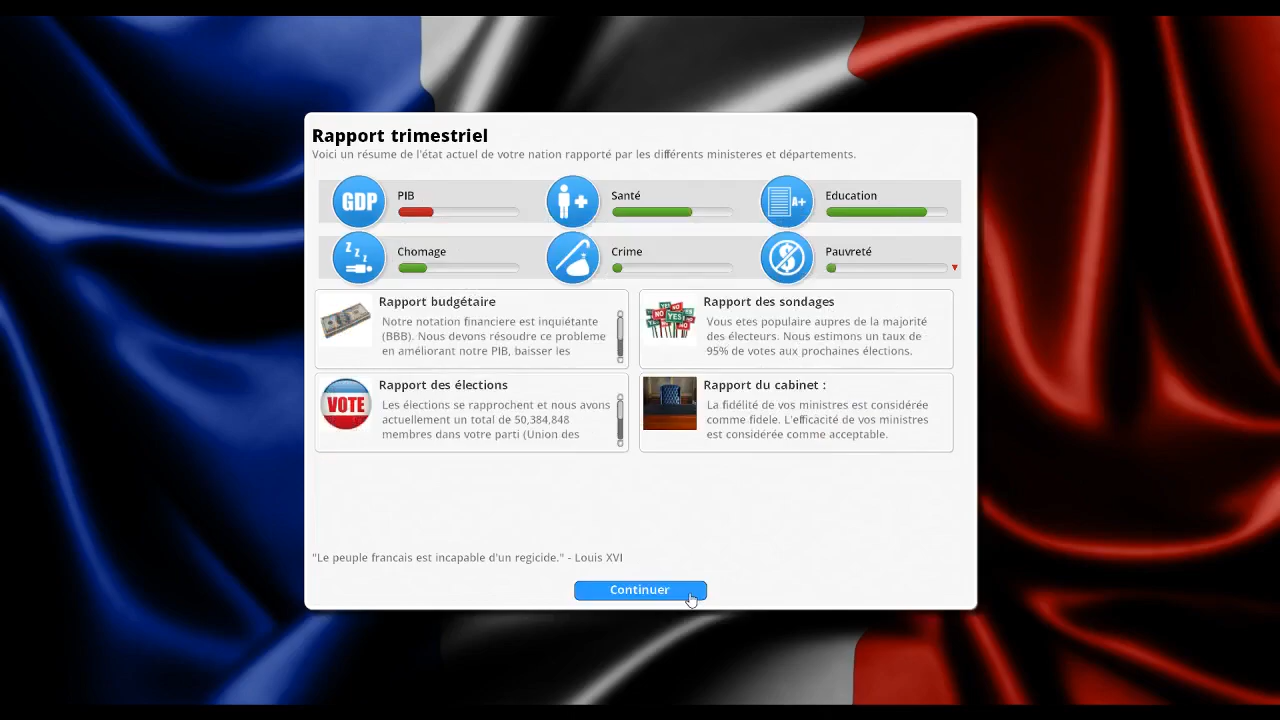 Rapport trimestriel
Voici un résume de l'état actuel de votre nation rapporté par les différents ministeres et départements.
GDP
PIB
Santé
A+
Education
Z Z Z
Chomage
Crime
$
Pauvreté
Rapport budgétaire
Notre notation financiere est inquiétante
(BBB). Nous devons résoudre ce probleme
en améliorant notre PIB, baisser les
YES
NO
YES
NO
YES
NO
Rapport des sondages
Vous etes populaire aupres de la majorité
des électeurs. Nous estimons un taux de
95% de votes aux prochaines élections.
VOTE
Rapport des élections
Les élections se rapprochent et nous avons
actuellement un total de 50,384,848
membres dans votre parti (Union des
Rapport du cabinet :
La fidélité de vos ministres est considérée
comme fidele. L'efficacité de vos ministres
est considérée comme acceptable.
"Le peuple francais est incapable d'un regicide." - Louis XVI
Continuer